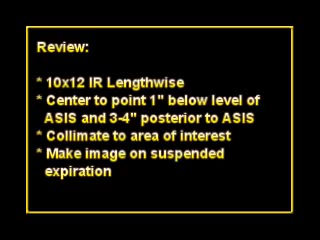 Review:
* 10x12 IR Lengthwise
* Center to point 1" below level of
ASIS and 3-4" posterior to ASIS
* Collimate to area of interest
* Make image on suspended
expiration